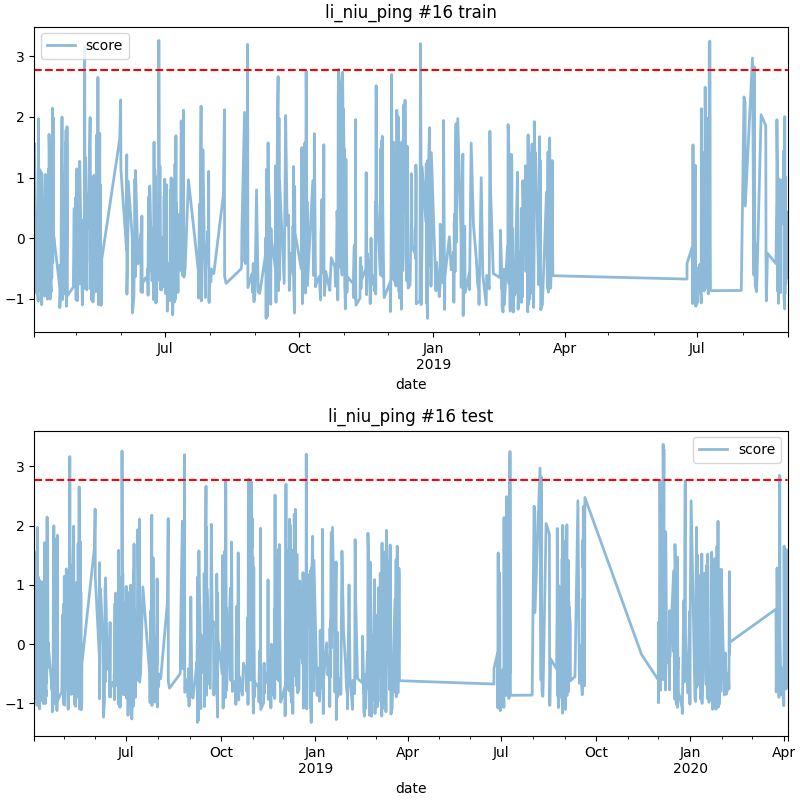 li_niu_ping #16 train
score
3
2
1
0
−1
Jul
Oct
Jan
2019
Apr
Jul
date
li_niu_ping #16 test
score
3
2
1
0
−1
Jul
Oct
Jan
2019
Apr
Jul
Oct
Jan
2020
Apr
date